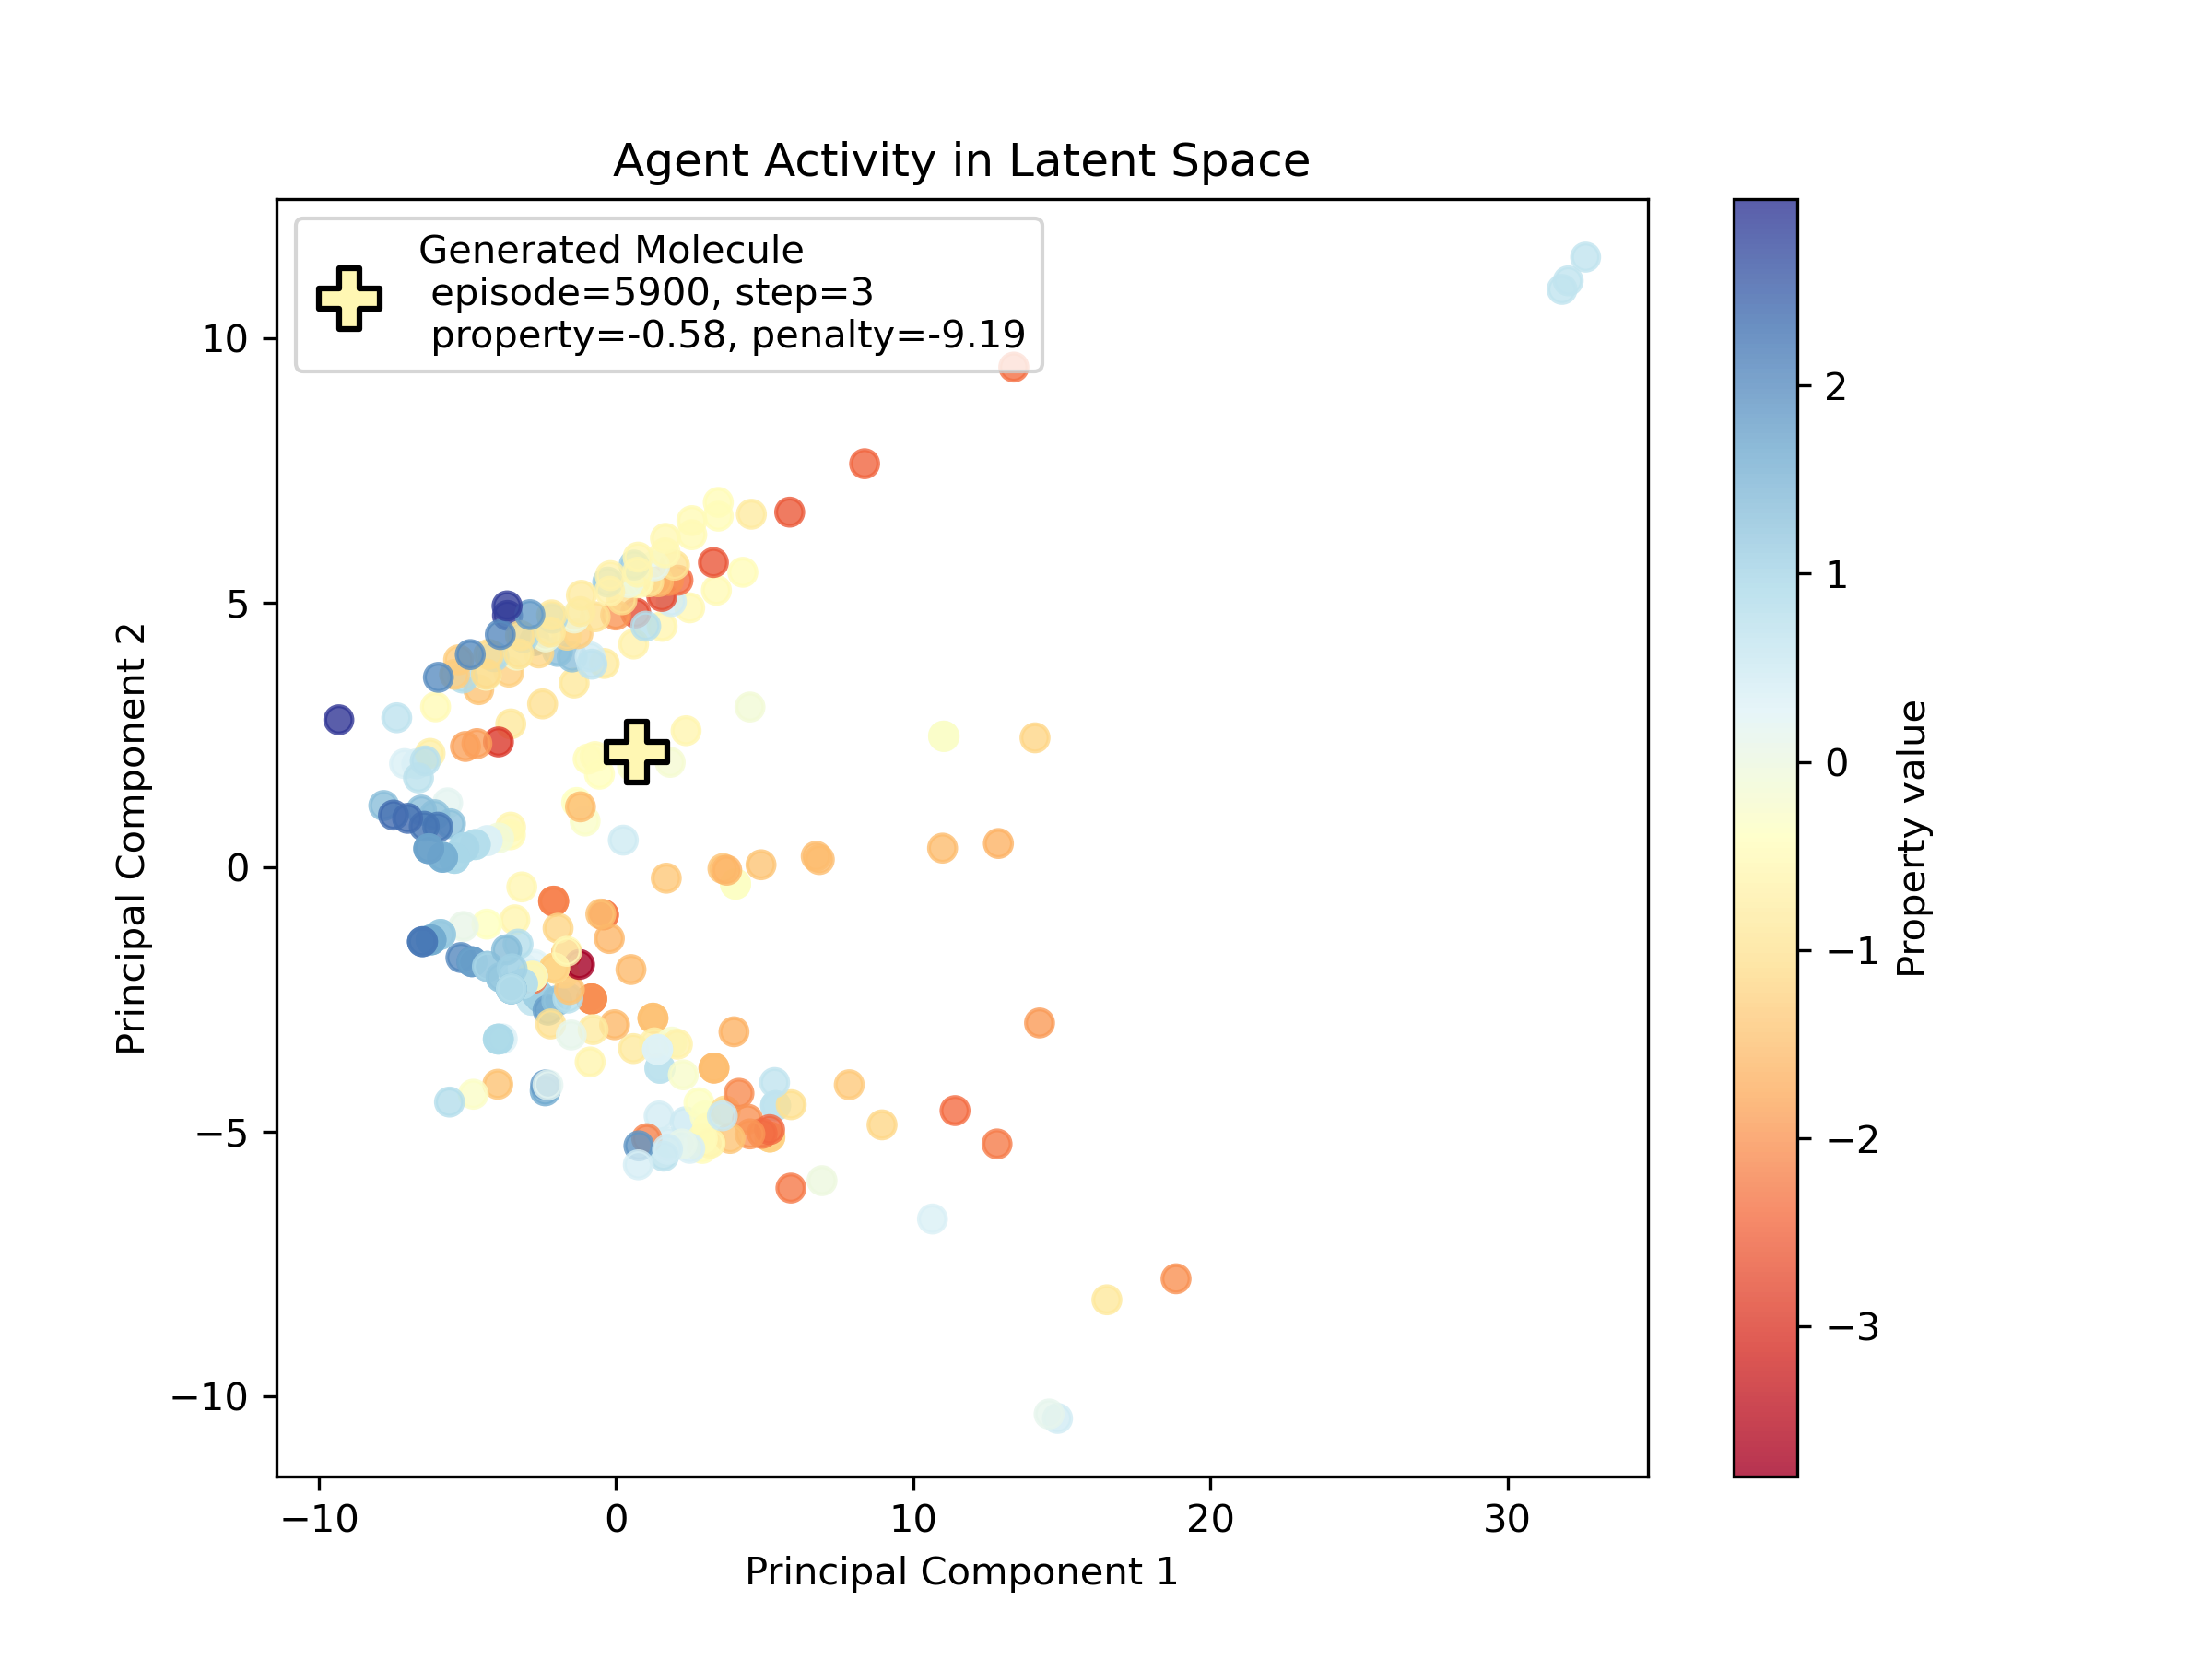 Agent Activity in Latent Space
Generated Molecule
episode=5900, step=3
property=-0.58, penalty=-9.19
10
5
0
−5
−10
Principal Component 2
−10
0
10
20
30
Principal Component 1
2
1
0
−1
−2
−3
Property value